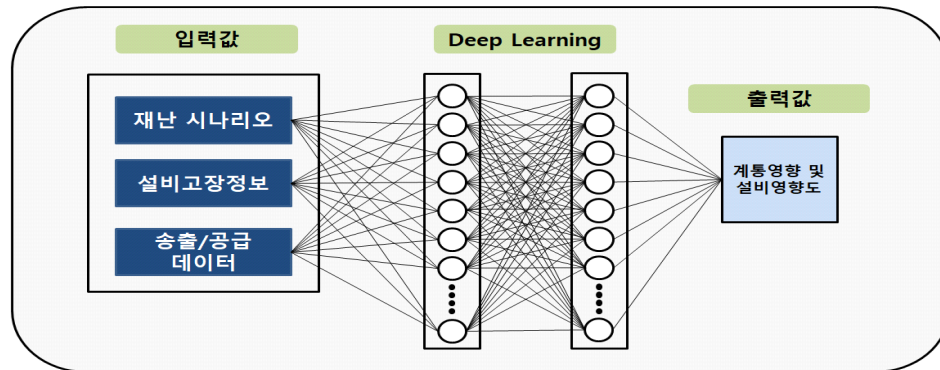 입력값
Deep Learning
출력값
재난 시나리오
설비고장정보
송출/공급
데이터
계통영향 및
설비영향도